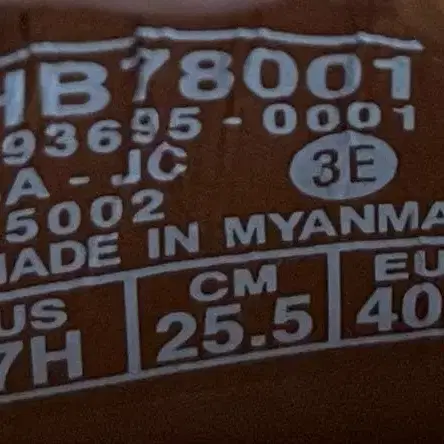 HB78001
93695-0001
A-JC 3E
5002
MADE IN MYANMA
US CM EU
7H 25.5 40